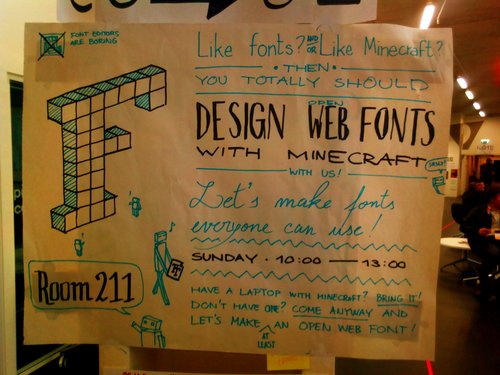 FONT EDITORS
ARE BORING
Like fonts? AND OR Like Minecraft?
· THEN ·
YOU TOTALLY SHOULD
DESIGN OPEN WEB FONTS
WITH MINECRAFT
WITH US!
Let's make fonts
everyone can use!
SUNDAY · 10:00 — 13:00
Room 211
HAVE A LAPTOP WITH MINECRAFT? BRING IT!
DON'T HAVE ONE? COME ANYWAY AND
LET'S MAKE AT LEAST AN OPEN WEB FONT!